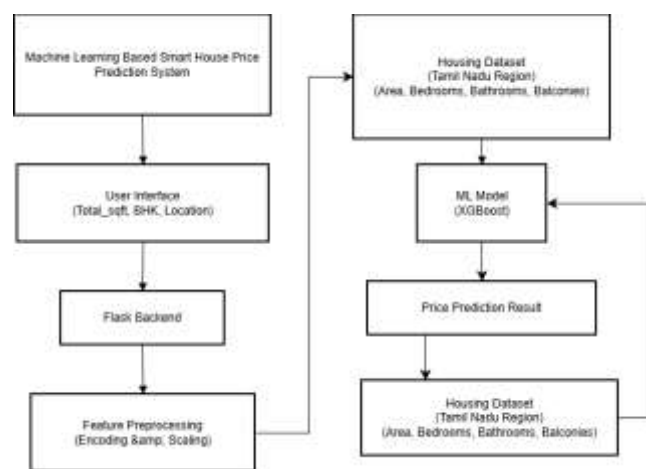 Machine Learning Based Smart House Price
Prediction System
User Interface
(Total_sqft, BHK, Location)
Flask Backend
Feature Preprocessing
(Encoding &amp; Scaling)
Housing Dataset
(Tamil Nadu Region)
(Area, Bedrooms, Bathrooms, Balconies)
ML Model
(XGBoost)
Price Prediction Result
Housing Dataset
(Tamil Nadu Region)
(Area, Bedrooms, Bathrooms, Balconies)